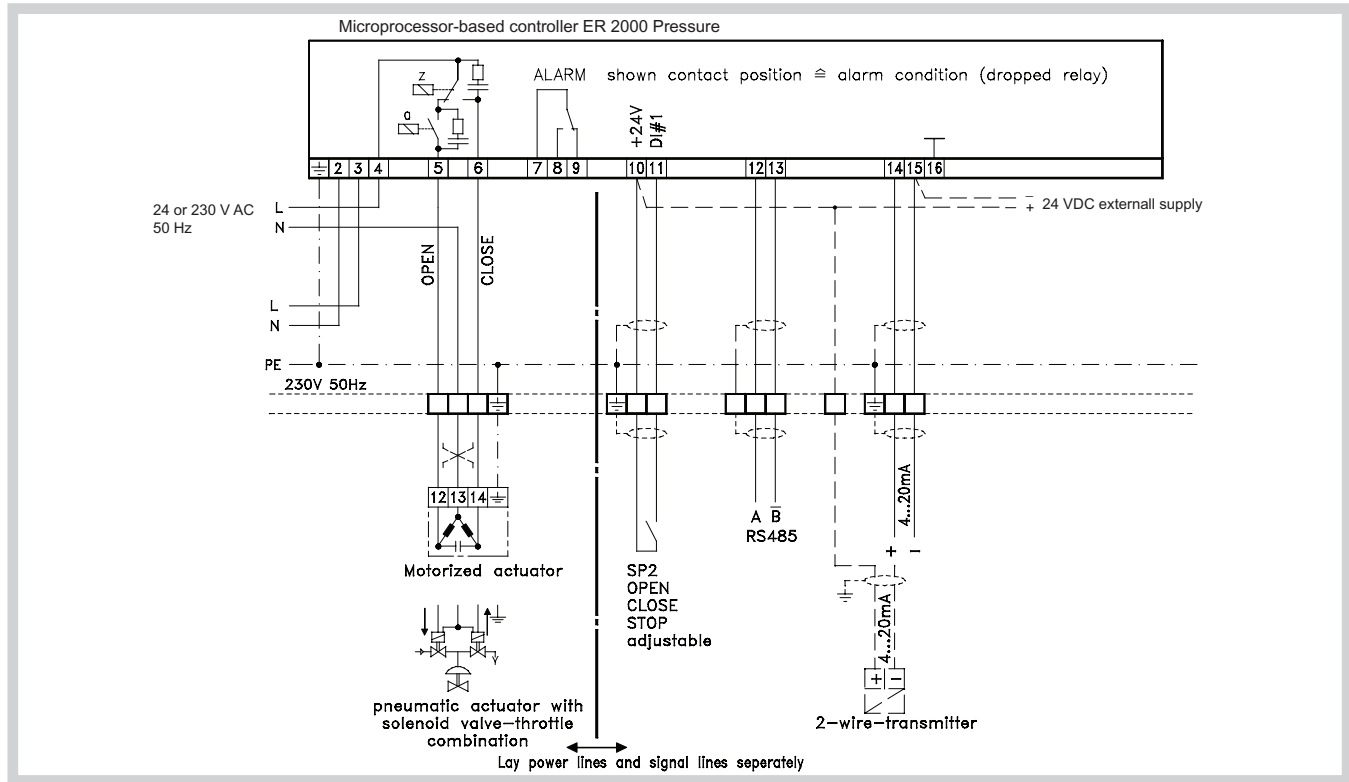 Microprocessor-based controller ER 2000 Pressure
ALARM shown contact position ≙ alarm condition (dropped relay)
z
a
+24V
DI#1
2 3 4 5 6 7 8 9 10 11 12 13 14 15 16
24 or 230 V AC
50 Hz
L
N
24 VDC externall supply
− +
OPEN
CLOSE
L
N
PE
230V 50Hz
12 13 14
Motorized actuator
pneumatic actuator with
solenoid valve-throttle
combination
SP2
OPEN
CLOSE
STOP
adjustable
A B̅
RS485
4...20mA
+ −
4...20mA
+ −
2-wire-transmitter
Lay power lines and signal lines seperately